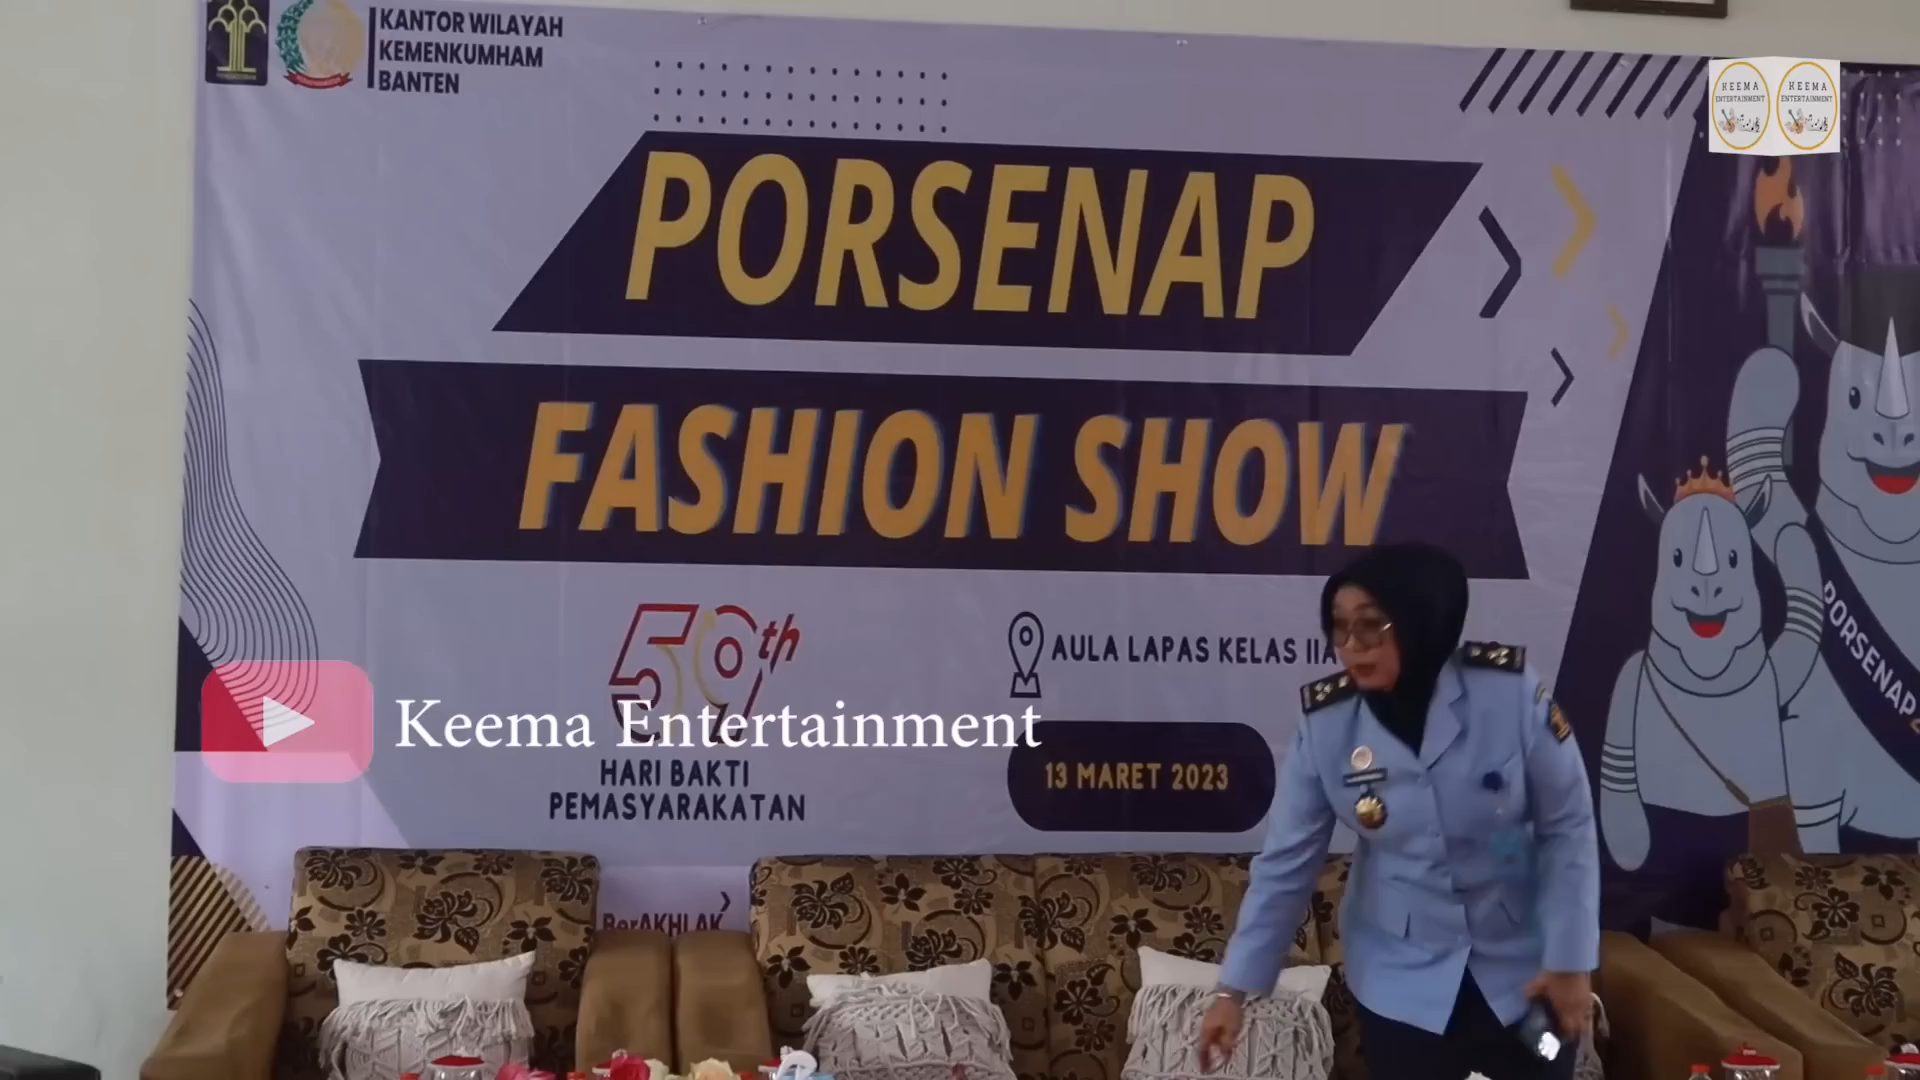 KANTOR WILAYAH
KEMENKUMHAM
BANTEN
KEEMA
ENTERTAINMENT
KEEMA
ENTERTAINMENT
PORSENAP
FASHION SHOW
59th
HARI BAKTI
PEMASYARAKATAN
AULA LAPAS KELAS IIA
13 MARET 2023
Keema Entertainment
PORSENAP
BerAKHLAK